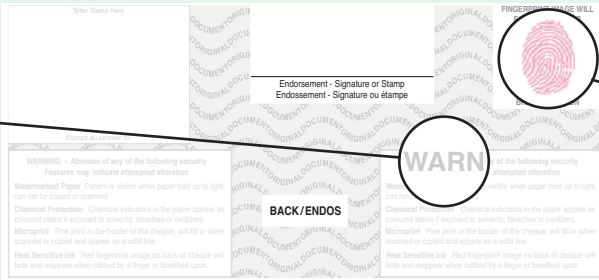 Teller Stamp Here
FINGERPRINT IMAGE WILL
Endorsement - Signature or Stamp
Endossement - Signature ou étampe
WARNING - Absence of any of the following security
Features may indicate attempted alteration
Watermarked Paper Pattern is visible when paper held up to light,
can not be copied or scanned
Chemical Protection Chemical indicators in the paper appear as
coloured stains if exposed to solvents, bleaches or oxidizers.
Microprint Fine print in the border of the cheque, will fill in when
scanned or copied and appear as a solid line
Heat Sensitive ink Red fingerprint image on back of cheque will
fade and reappear when rubbed by a finger or breathed upon.
BACK/ENDOS
WARN
y of the following security
attempted alteration
visible when paper held up to light,
can not be copied or scanned
Chemical Protection Chemical indicators in the paper appear as
coloured stains if exposed to solvents, bleaches or oxidizers.
Microprint Fine print in the border of the cheque, will fill in when
scanned or copied and appear as a solid line
Heat Sensitive ink Red fingerprint image on back of cheque will
fade and reappear when rubbed by a finger or breathed upon.
DOCUMENT ORIGINAL